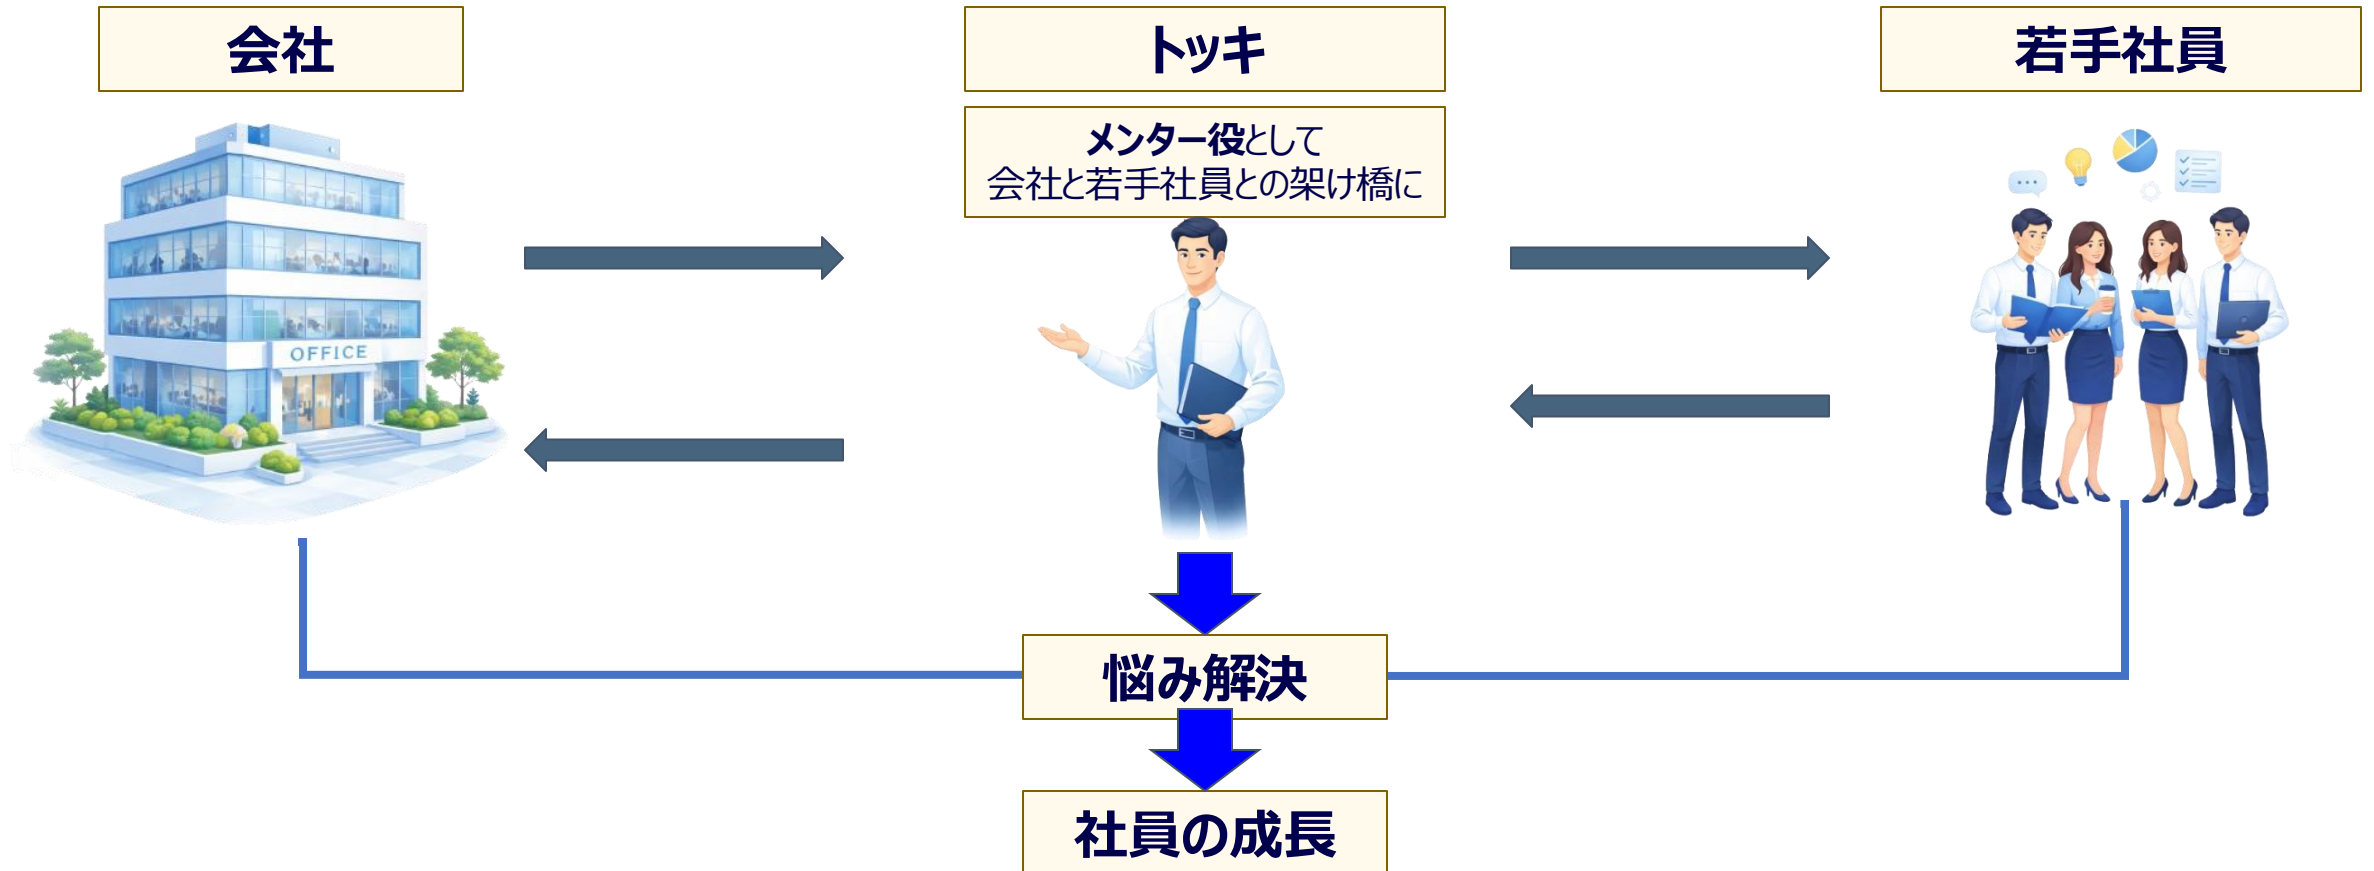 会社
トッキ
若手社員
メンター役として
会社と若手社員との架け橋に
OFFICE
悩み解決
社員の成長